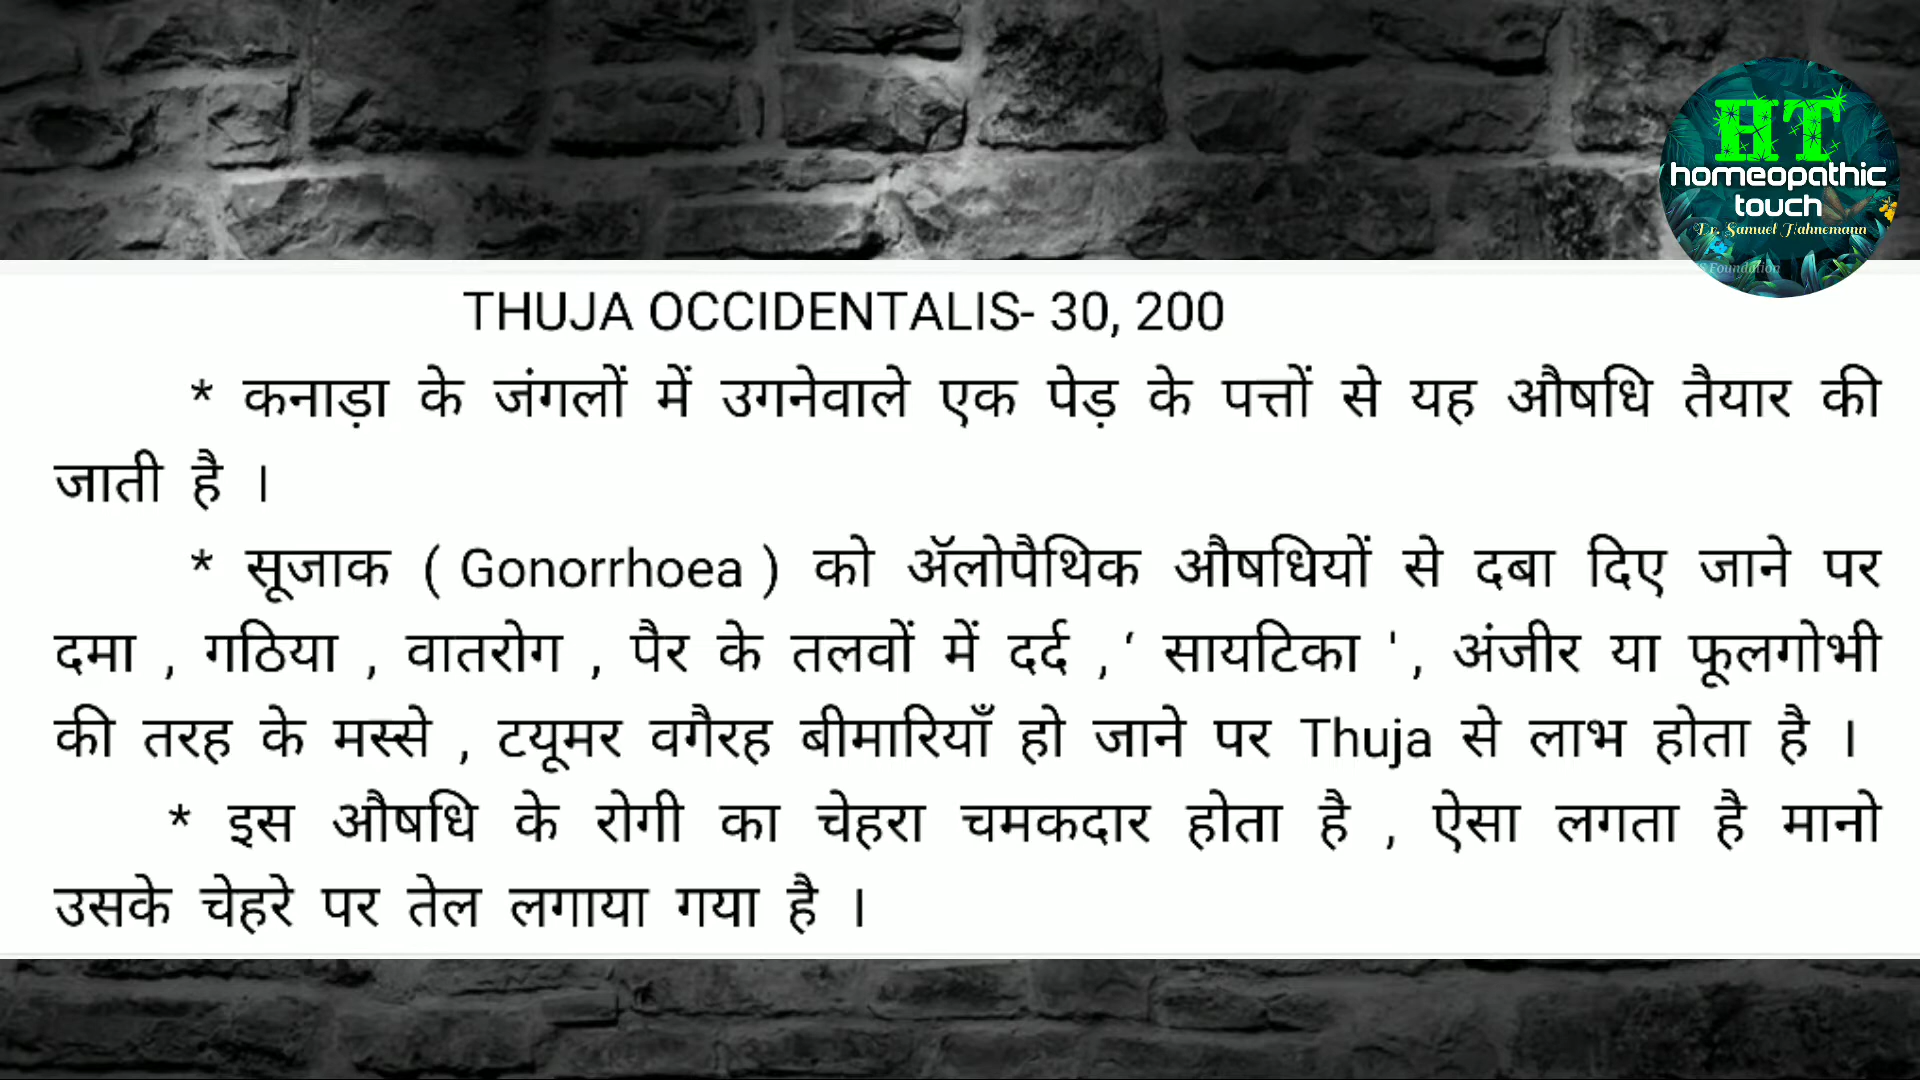 HT
homeopathic
touch
Dr. Samuel Hahnemann
S Foundation
THUJA OCCIDENTALIS- 30, 200
* कनाड़ा के जंगलों में उगनेवाले एक पेड़ के पत्तों से यह औषधि तैयार की
जाती है ।
* सूजाक ( Gonorrhoea ) को ॲलोपैथिक औषधियों से दबा दिए जाने पर
दमा , गठिया , वातरोग , पैर के तलवों में दर्द , ‘ सायटिका ' , अंजीर या फूलगोभी
की तरह के मस्से , टयूमर वगैरह बीमारियाँ हो जाने पर Thuja से लाभ होता है ।
* इस औषधि के रोगी का चेहरा चमकदार होता है , ऐसा लगता है मानो
उसके चेहरे पर तेल लगाया गया है ।